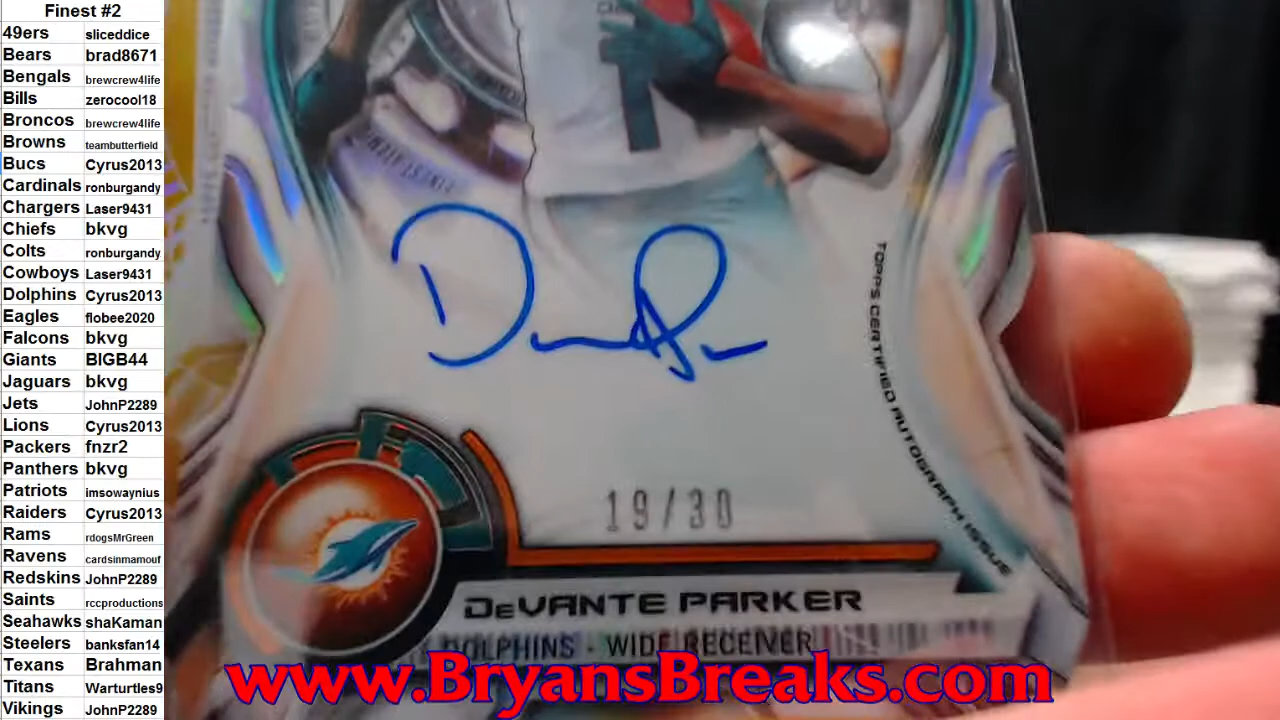 Finest #2
49ers sliceddice
Bears brad8671
Bengals brewcrew4life
Bills zerocool18
Broncos brewcrew4life
Browns teambutterfield
Bucs Cyrus2013
Cardinals ronburgandy
Chargers Laser9431
Chiefs bkvg
Colts ronburgandy
Cowboys Laser9431
Dolphins Cyrus2013
Eagles flobee2020
Falcons bkvg
Giants BIGB44
Jaguars bkvg
Jets JohnP2289
Lions Cyrus2013
Packers fnzr2
Panthers bkvg
Patriots imsowaynius
Raiders Cyrus2013
Rams rdogsMrGreen
Ravens cardsinmamouf
Redskins JohnP2289
Saints rccproductions
Seahawks shaKaman
Steelers banksfan14
Texans Brahman
Titans Warturtles9
Vikings JohnP2289
TOPPS CERTIFIED AUTOGRAPH ISSUE
19/30
DeVANTE PARKER
DOLPHINS - WIDE RECEIVER
www.BryansBreaks.com